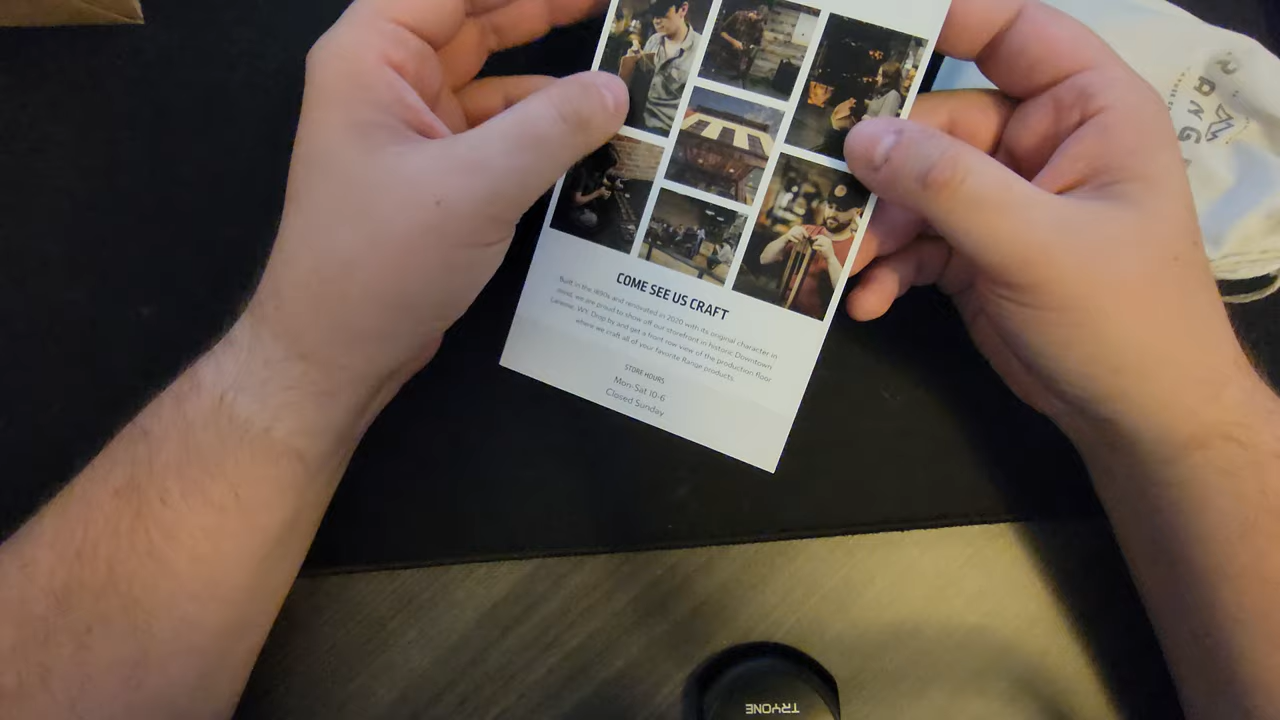 COME SEE US CRAFT
Built in the 1890s and renovated in 2020 with its original character in
mind, we are proud to show off our storefront in historic Downtown
Laramie, WY. Drop by and get a front row view of the production floor
where we craft all of your favorite Range products.
STORE HOURS
Mon-Sat 10-6
Closed Sunday
RANG
TRYONE